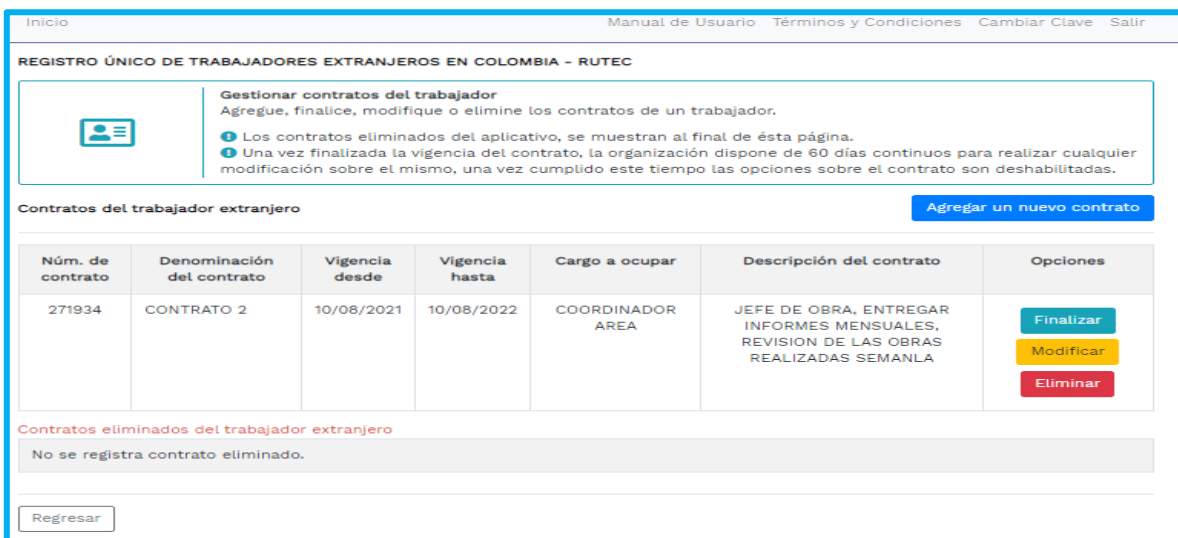 Inicio Manual de Usuario Términos y Condiciones Cambiar Clave Salir
REGISTRO ÚNICO DE TRABAJADORES EXTRANJEROS EN COLOMBIA - RUTEC
Gestionar contratos del trabajador
Agregue, finalice, modifique o elimine los contratos de un trabajador.
Los contratos eliminados del aplicativo, se muestran al final de ésta página.
Una vez finalizada la vigencia del contrato, la organización dispone de 60 días continuos para realizar cualquier
modificación sobre el mismo, una vez cumplido este tiempo las opciones sobre el contrato son deshabilitadas.
Contratos del trabajador extranjero Agregar un nuevo contrato
Núm. de contrato Denominación del contrato Vigencia desde Vigencia hasta Cargo a ocupar Descripción del contrato Opciones
271934 CONTRATO 2 10/08/2021 10/08/2022 COORDINADOR AREA
JEFE DE OBRA, ENTREGAR
INFORMES MENSUALES,
REVISION DE LAS OBRAS
REALIZADAS SEMANLA
Finalizar
Modificar
Eliminar
Contratos eliminados del trabajador extranjero
No se registra contrato eliminado.
Regresar